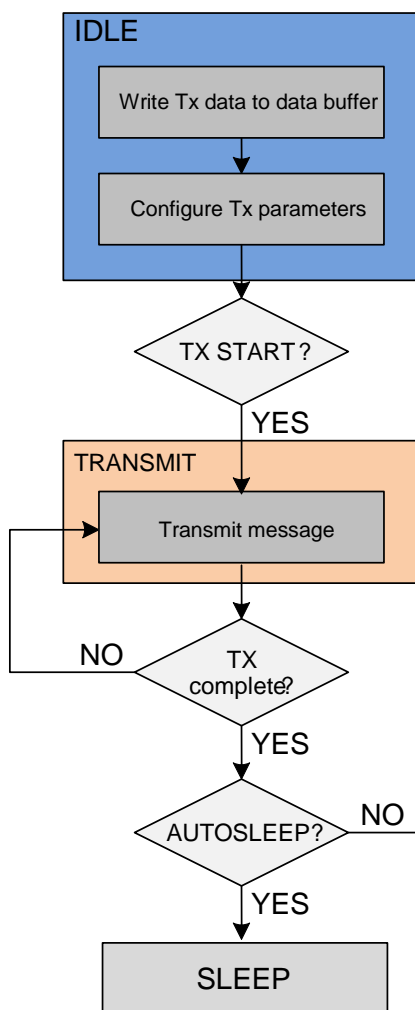 IDLE
Write Tx data to data buffer
Configure Tx parameters
TX START?
YES
TRANSMIT
Transmit message
NO
TX
complete?
YES
AUTOSLEEP?
NO
YES
SLEEP